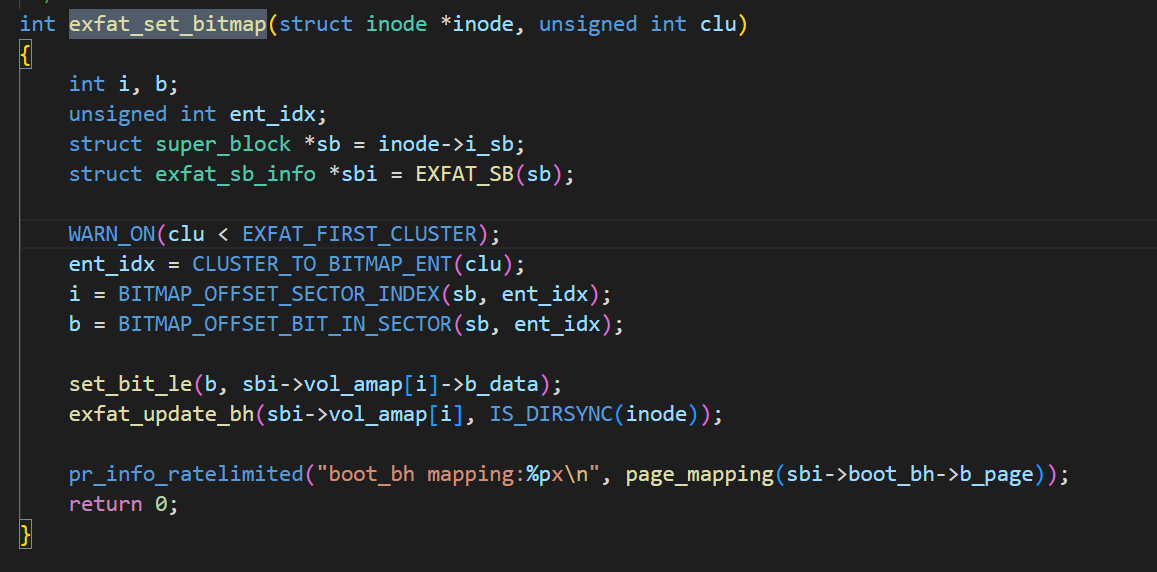 int exfat_set_bitmap(struct inode *inode, unsigned int clu)
{
    int i, b;
    unsigned int ent_idx;
    struct super_block *sb = inode->i_sb;
    struct exfat_sb_info *sbi = EXFAT_SB(sb);

    WARN_ON(clu < EXFAT_FIRST_CLUSTER);
    ent_idx = CLUSTER_TO_BITMAP_ENT(clu);
    i = BITMAP_OFFSET_SECTOR_INDEX(sb, ent_idx);
    b = BITMAP_OFFSET_BIT_IN_SECTOR(sb, ent_idx);

    set_bit_le(b, sbi->vol_amap[i]->b_data);
    exfat_update_bh(sbi->vol_amap[i], IS_DIRSYNC(inode));

    pr_info_ratelimited("boot_bh mapping:%px\n", page_mapping(sbi->boot_bh->b_page));
    return 0;
}